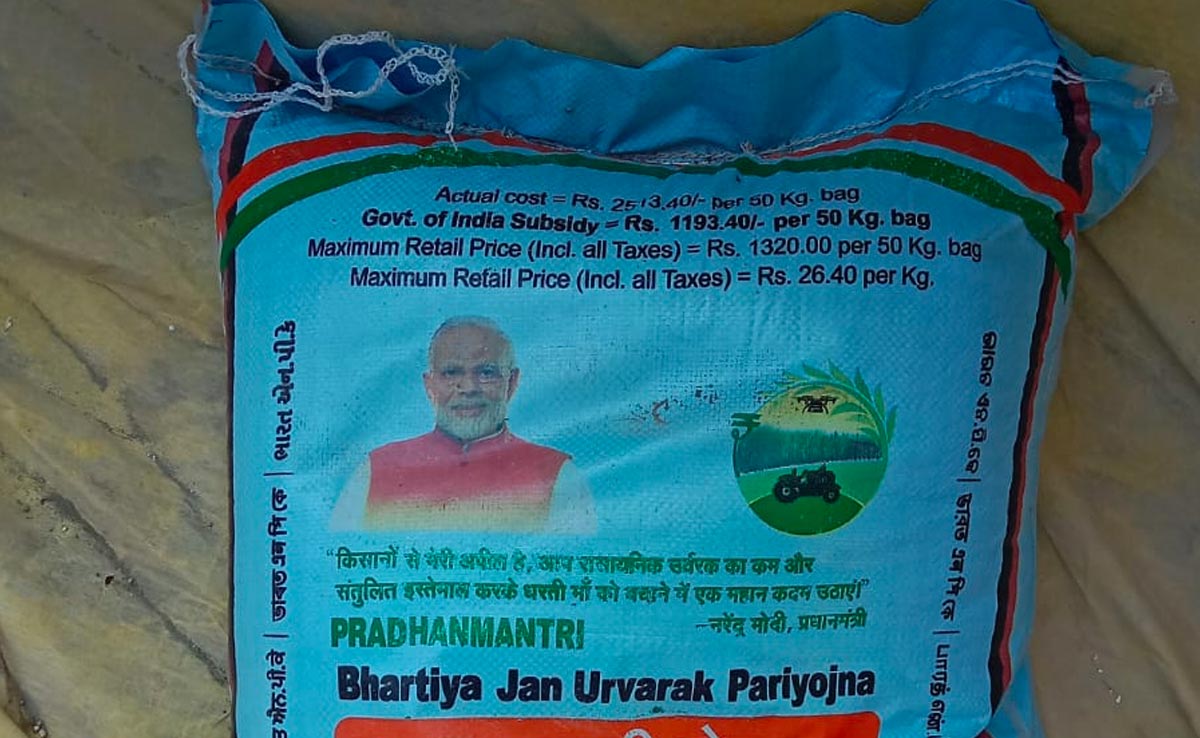 Actual cost = Rs. 2513.40/- per 50 Kg. bag
Govt. of India Subsidy = Rs. 1193.40/- per 50 Kg. bag
Maximum Retail Price (Incl. all Taxes) = Rs. 1320.00 per 50 Kg. bag
Maximum Retail Price (Incl. all Taxes) = Rs. 26.40 per Kg.
"किसानों से मेरी अपील है, आप रासायनिक उर्वरक का कम और
संतुलित इस्तेमाल करके धरती माँ को बचाने में एक महान कदम उठाएं"
–नरेंद्र मोदी, प्रधानमंत्री
PRADHANMANTRI
Bhartiya Jan Urvarak Pariyojna
ભારત એન.પી.કે